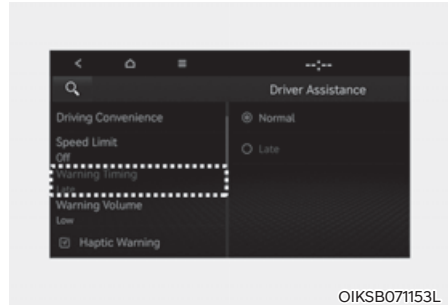 --:--
Driver Assistance
Driving Convenience
Speed Limit
Off
Warning Timing
Late
Warning Volume
Low
Haptic Warning
Normal
Late
OIKSB071153L